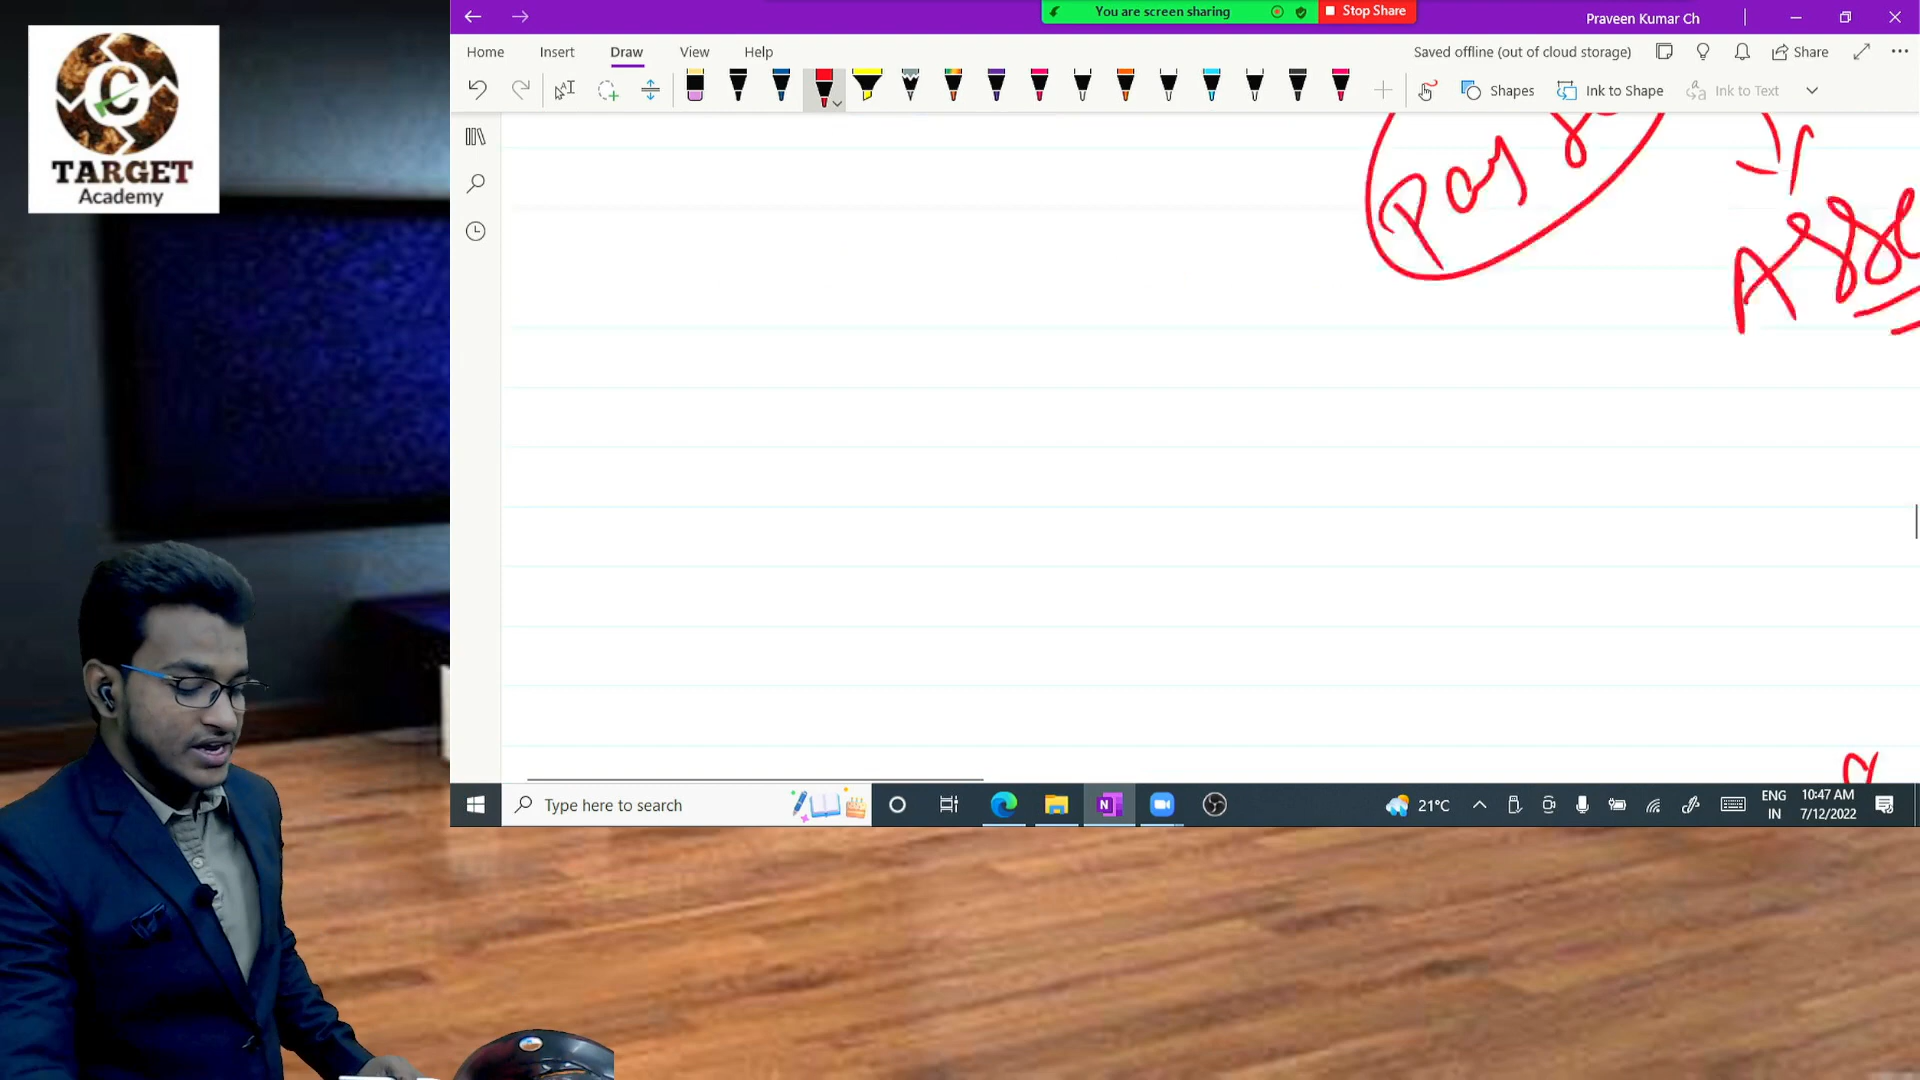 C
TARGET
Academy
You are screen sharing
Stop Share
Praveen Kumar Ch
Home Insert Draw View Help
Saved offline (out of cloud storage)
Share
Shapes
Ink to Shape
Ink to Text
Pay
Type here to search
N
21°C
ENG
IN
10:47 AM
7/12/2022